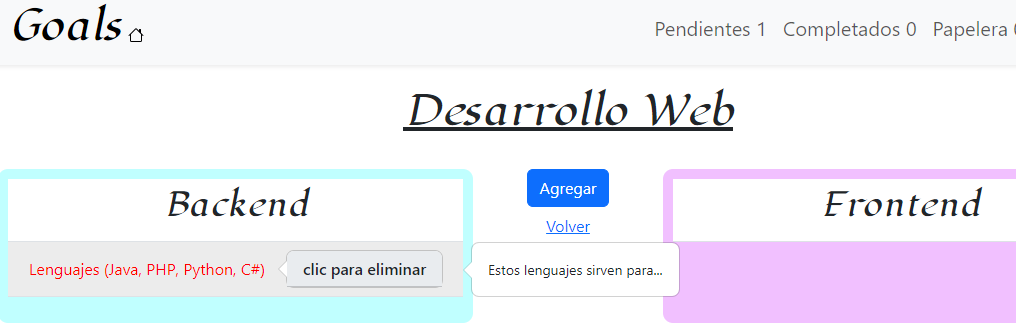 Goals
Pendientes 1 Completados 0 Papelera
Desarrollo Web
Backend
Agregar
Volver
Frontend
Lenguajes (Java, PHP, Python, C#)
clic para eliminar
Estos lenguajes sirven para...